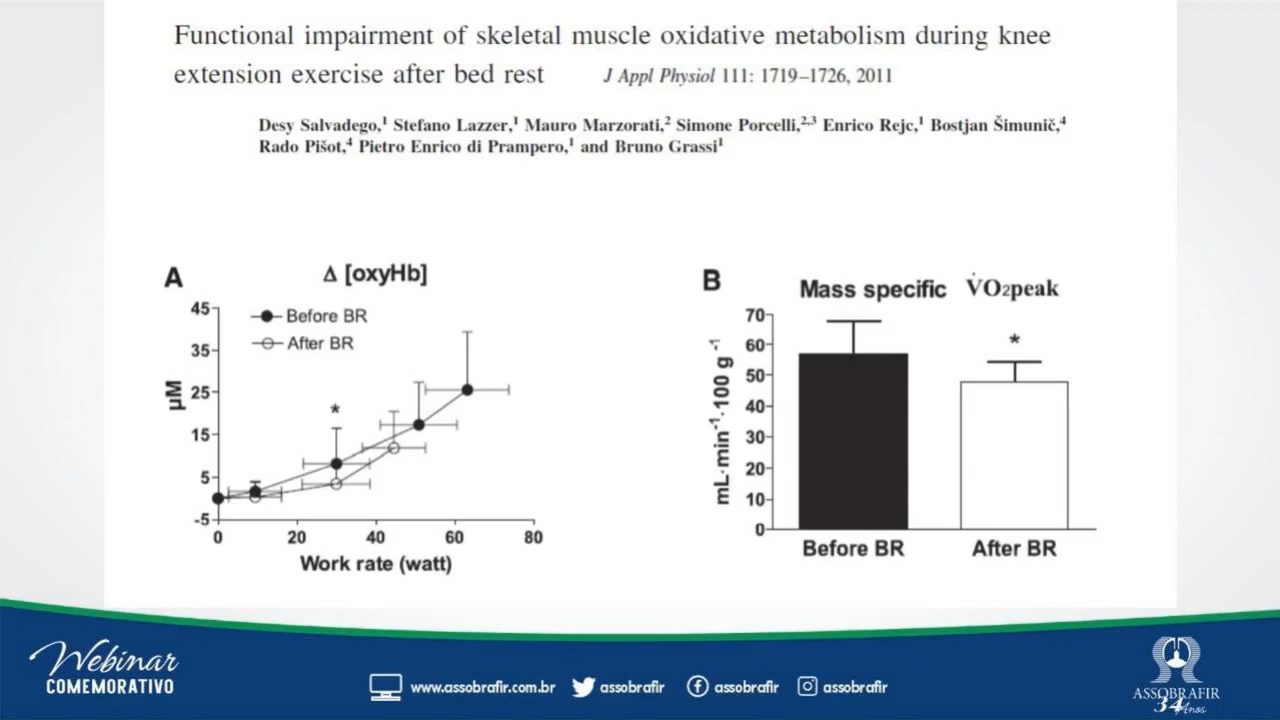 Functional impairment of skeletal muscle oxidative metabolism during knee
extension exercise after bed rest J Appl Physiol 111: 1719–1726, 2011
Desy Salvadego,¹ Stefano Lazzer,¹ Mauro Marzorati,² Simone Porcelli,²,³ Enrico Rejc,¹ Bostjan Šimunič,⁴
Rado Pišot,⁴ Pietro Enrico di Prampero,¹ and Bruno Grassi¹
A
Δ [oxyHb]
Before BR
After BR
45
35
25
15
5
-5
µM
*
0 20 40 60 80
Work rate (watt)
B
Mass specific V̇O₂peak
70
60
50
40
30
20
10
0
mL·min⁻¹·100 g⁻¹
*
Before BR After BR
Webinar
COMEMORATIVO
www.assobrafir.com.br assobrafir assobrafir assobrafir
ASSOBRAFIR
34 Anos